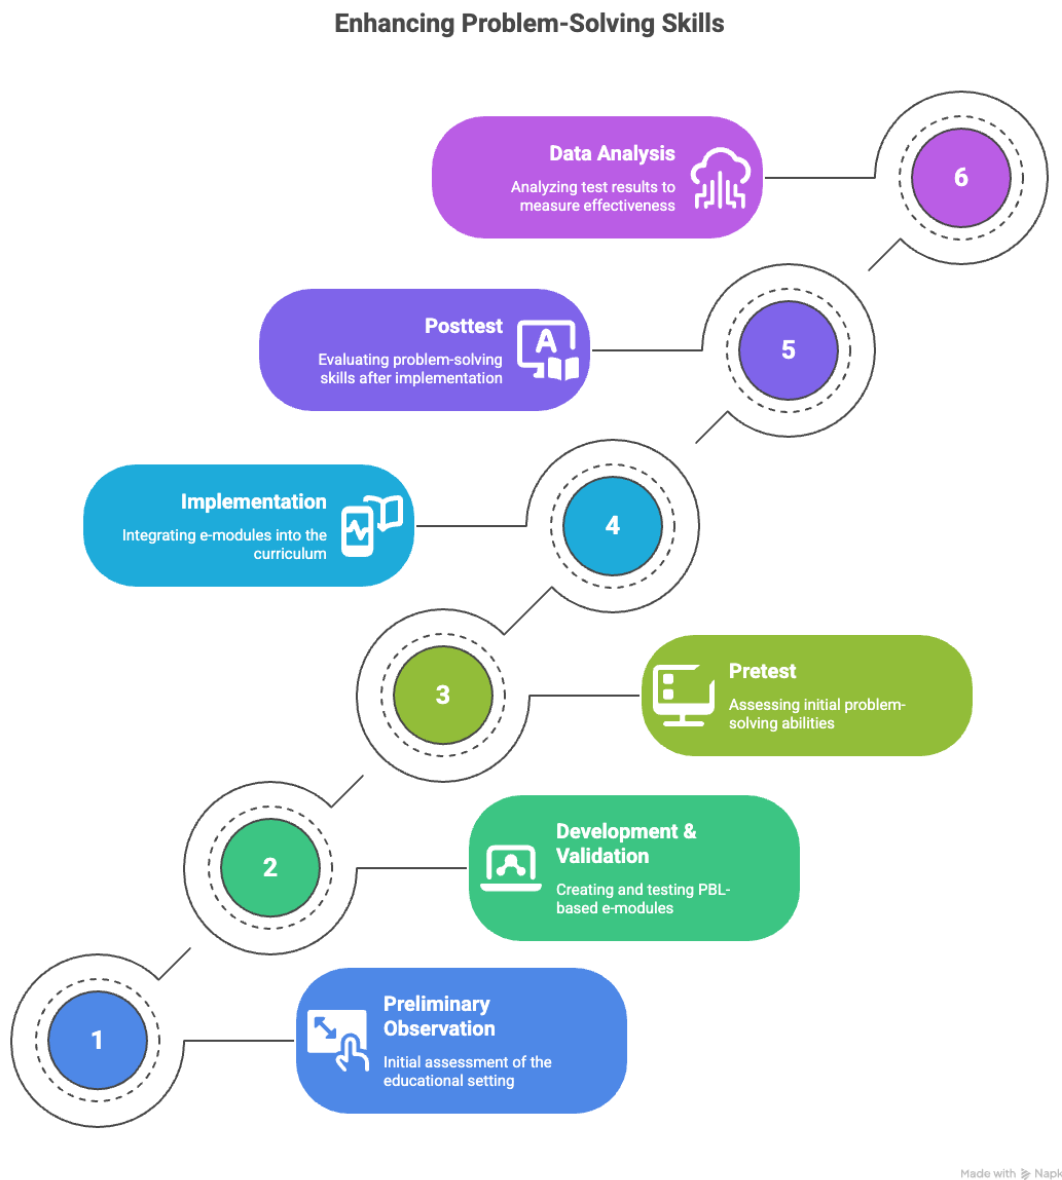 Enhancing Problem-Solving Skills
Data Analysis
Analyzing test results to
measure effectiveness
6
Posttest
Evaluating problem-solving
skills after implementation
A
5
Implementation
Integrating e-modules into the
curriculum
4
3
Pretest
Assessing initial problem-
solving abilities
2
Development &
Validation
Creating and testing PBL-
based e-modules
1
Preliminary
Observation
Initial assessment of the
educational setting
Made with Napk